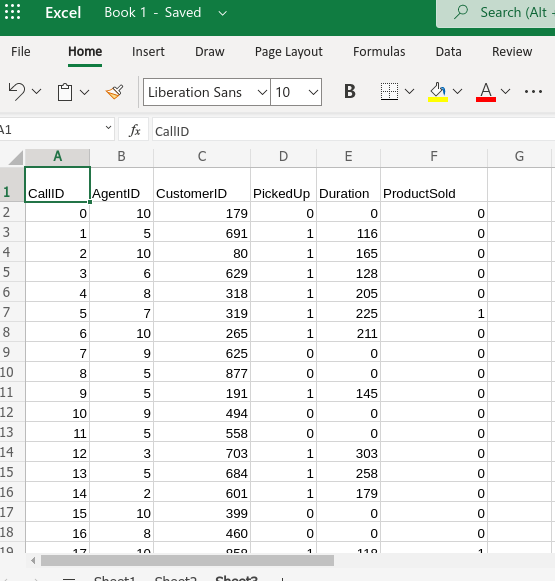 Excel Book 1 - Saved Search (Alt +
File Home Insert Draw Page Layout Formulas Data Review
Liberation Sans 10 B A
A1 fx CallID
A B C D E F G
1 CallID AgentID CustomerID PickedUp Duration ProductSold
2 0 10 179 0 0 0
3 1 5 691 1 116 0
4 2 10 80 1 165 0
5 3 6 629 1 128 0
6 4 8 318 1 205 0
7 5 7 319 1 225 1
8 6 10 265 1 211 0
9 7 9 625 0 0 0
10 8 5 877 0 0 0
11 9 5 191 1 145 0
12 10 9 494 0 0 0
13 11 5 558 0 0 0
14 12 3 703 1 303 0
15 13 5 684 1 258 0
16 14 2 601 1 179 0
17 15 10 399 0 0 0
18 16 8 460 0 0 0
19 17 10 1 1
Sheet1 Sheet2 Sheet3